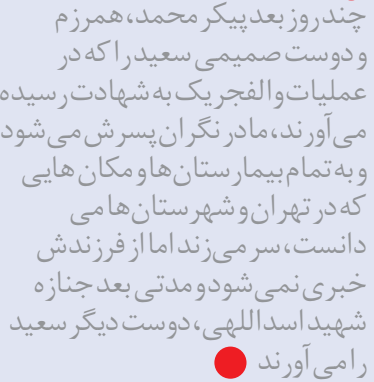 چند روز بعد پیکر محمد، همرزم
و دوست صمیمی سعید را که در
عملیات والفجر یک به شهادت رسیده
می‌آورند، مادر نگران پسرش می‌شود
و به تمام بیمارستان‌ها و مکان هایی
که در تهران و شهرستان‌ها می
دانست، سر می‌زند اما از فرزندش
خبری نمی‌شود و مدتی بعد جنازه
شهید اسداللهی، دوست دیگر سعید
را می‌آورند